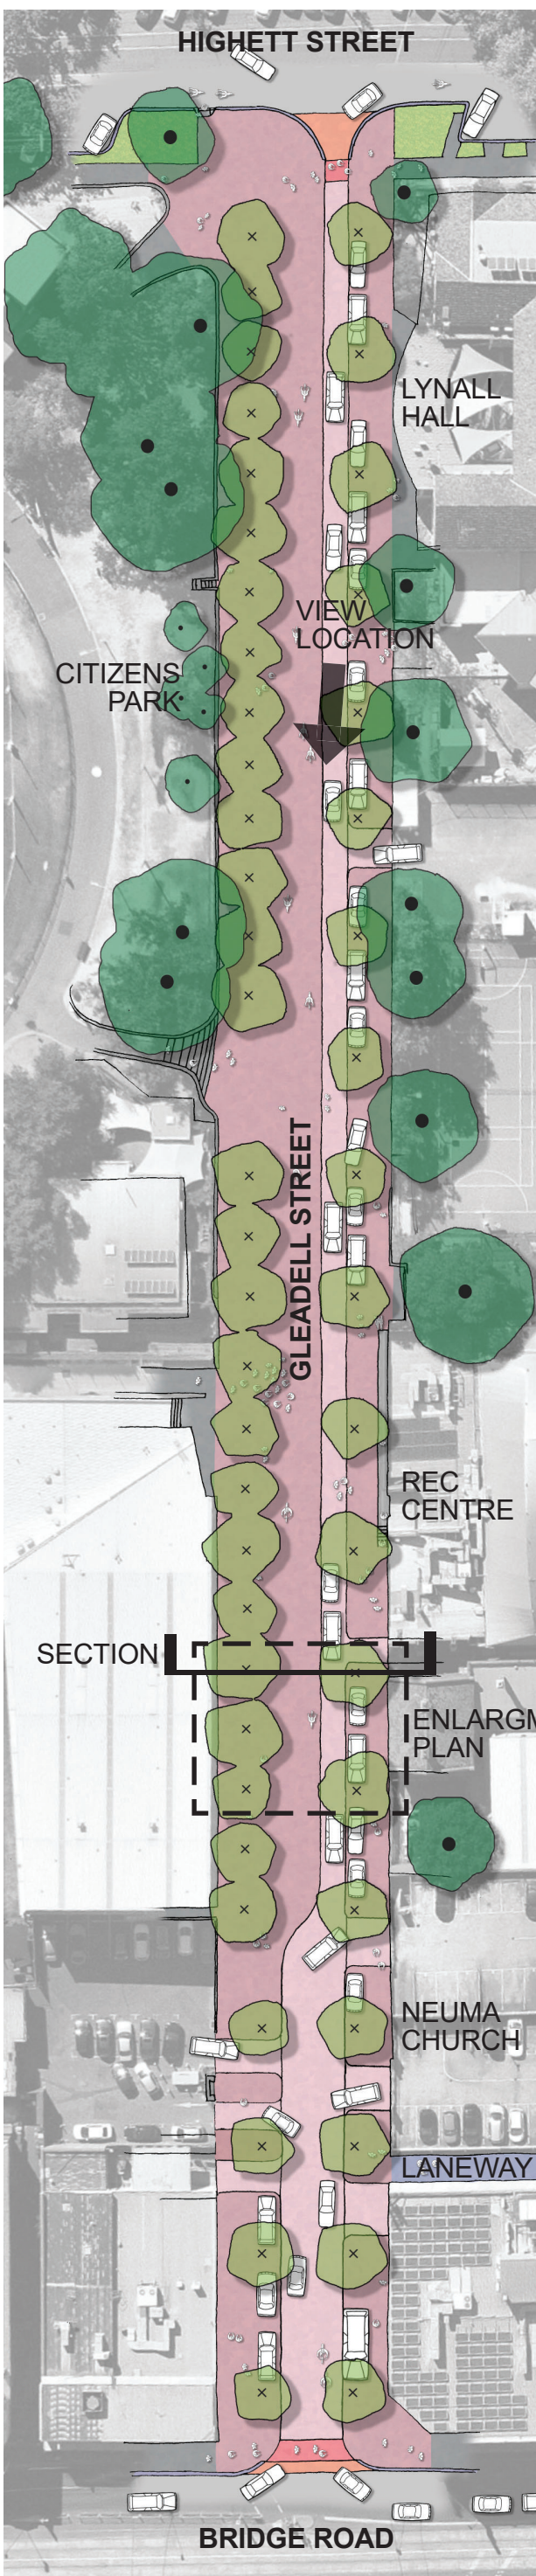 HIGHETT STREET
LYNALL
HALL
VIEW
LOCATION
CITIZENS
PARK
GLEADELL STREET
REC
CENTRE
SECTION
ENLARGM
PLAN
NEUMA
CHURCH
LANEWAY
BRIDGE ROAD